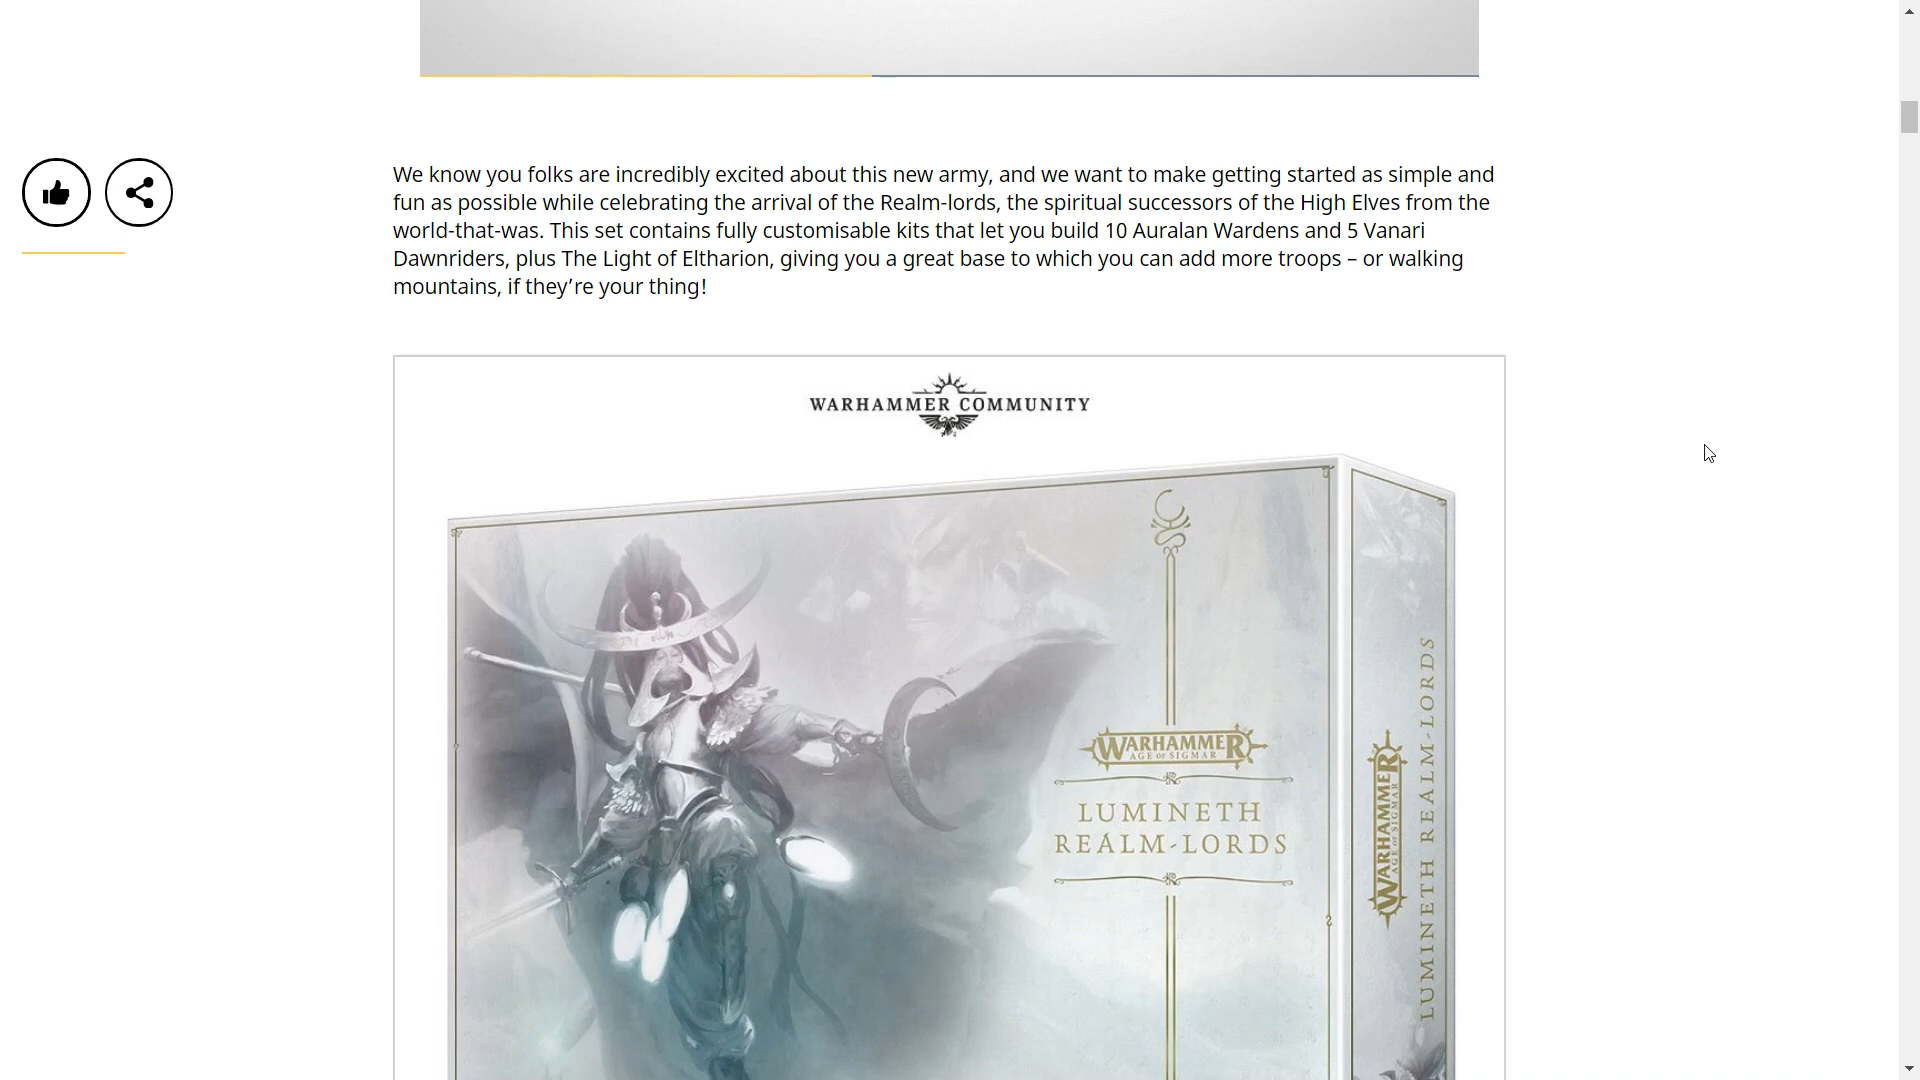 We know you folks are incredibly excited about this new army, and we want to make getting started as simple and
fun as possible while celebrating the arrival of the Realm-lords, the spiritual successors of the High Elves from the
world-that-was. This set contains fully customisable kits that let you build 10 Auralan Wardens and 5 Vanari
Dawnriders, plus The Light of Eltharion, giving you a great base to which you can add more troops – or walking
mountains, if they’re your thing!
WARHAMMER COMMUNITY
WARHAMMER
AGE OF SIGMAR
LUMINETH
REALM-LORDS
WARHAMMER
AGE OF SIGMAR
LUMINETH REALM-LORDS